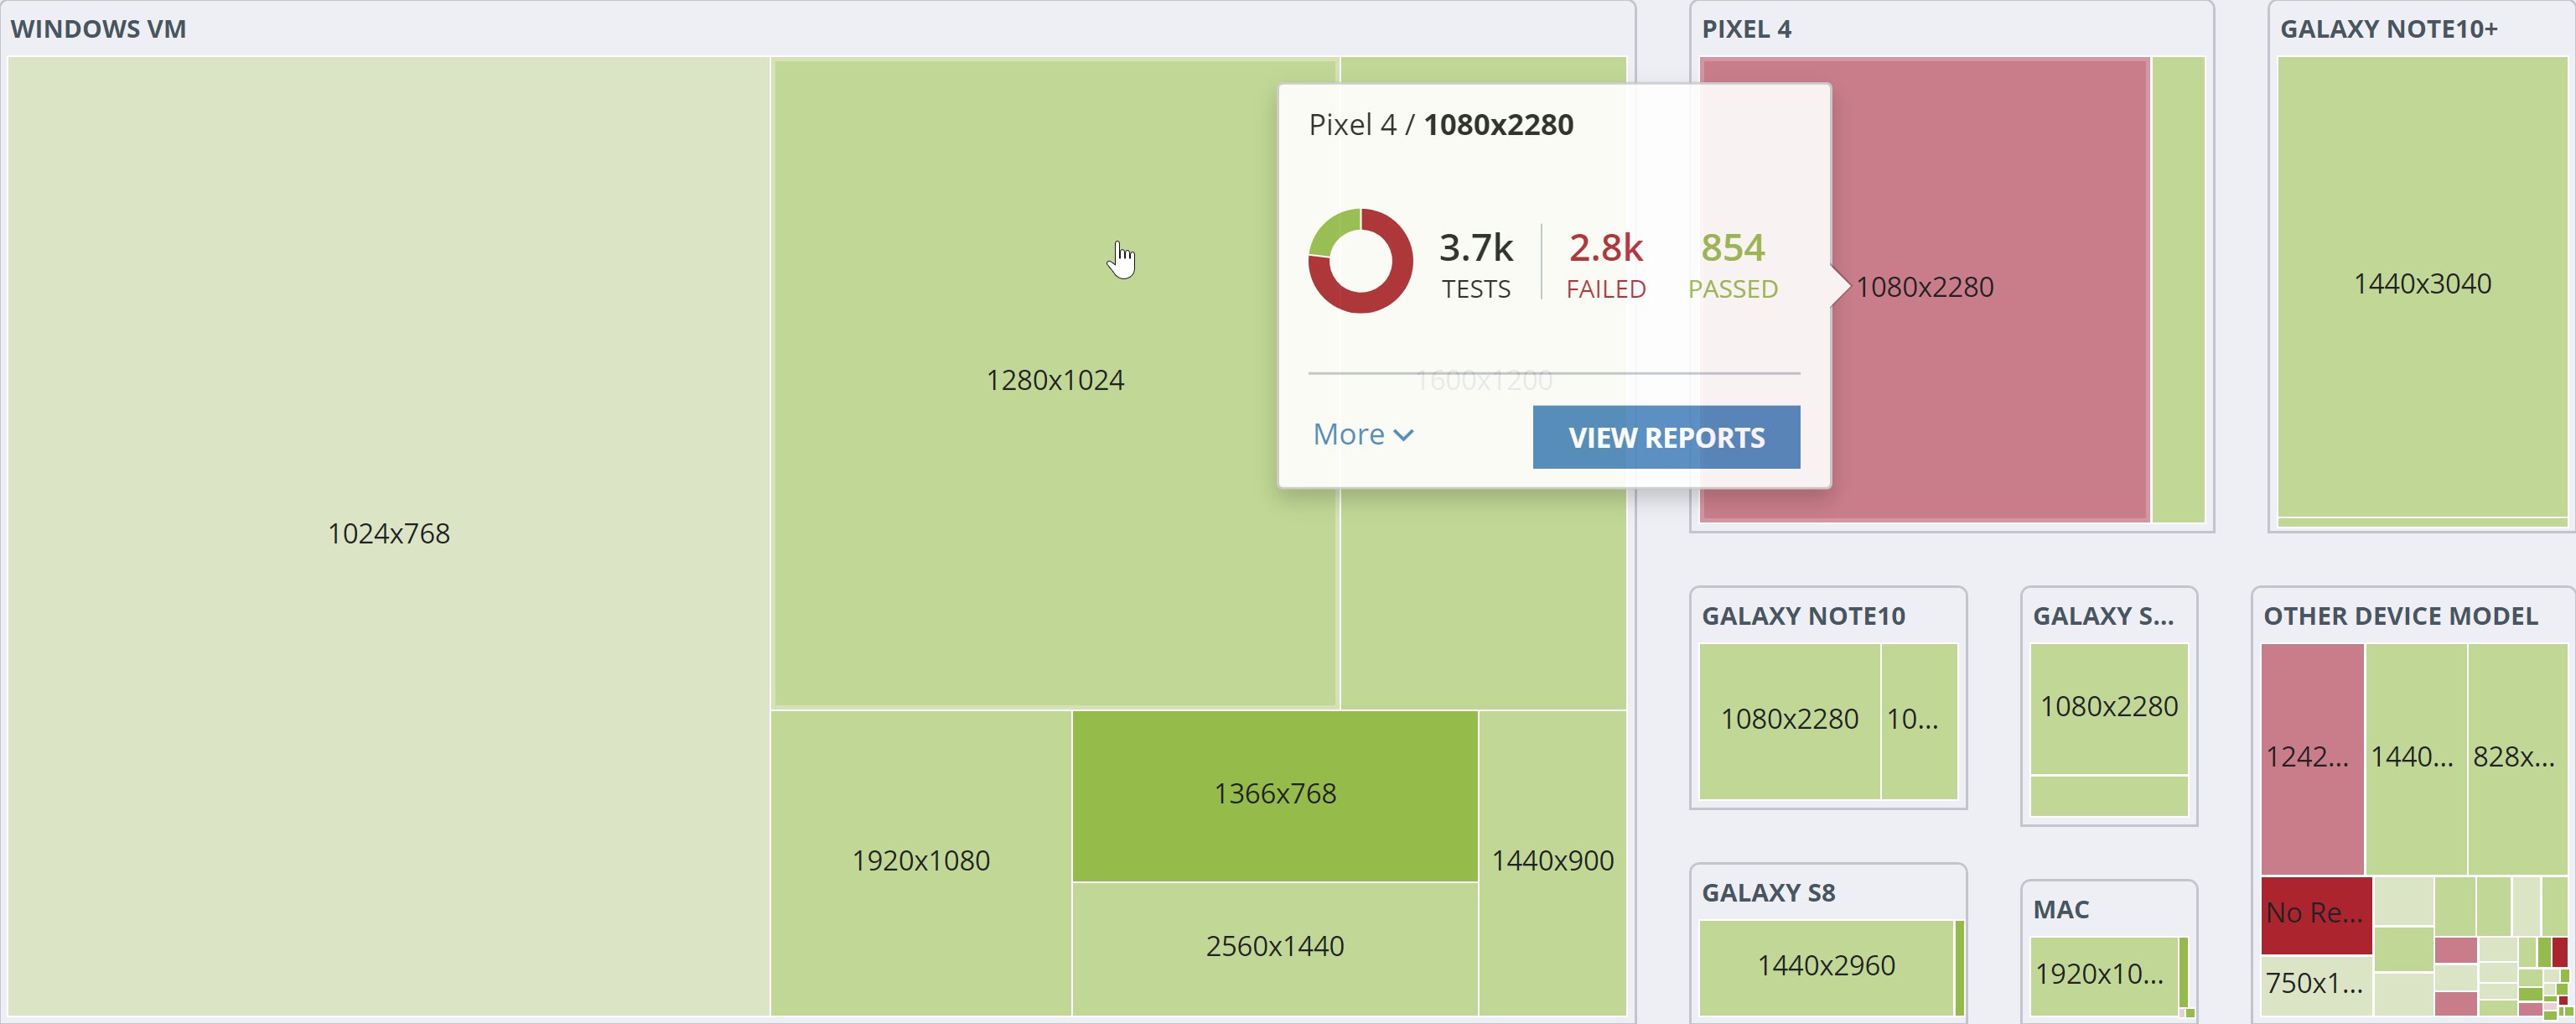 WINDOWS VM
PIXEL 4
GALAXY NOTE10+
Pixel 4 / 1080x2280
3.7k
TESTS
2.8k
FAILED
854
PASSED
More
VIEW REPORTS
1024x768
1280x1024
1600x1200
1080x2280
1440x3040
1920x1080
1366x768
2560x1440
1440x900
GALAXY NOTE10
1080x2280
10...
GALAXY S...
1080x2280
OTHER DEVICE MODEL
1242...
1440...
828x...
No Re...
750x1...
GALAXY S8
1440x2960
MAC
1920x10...